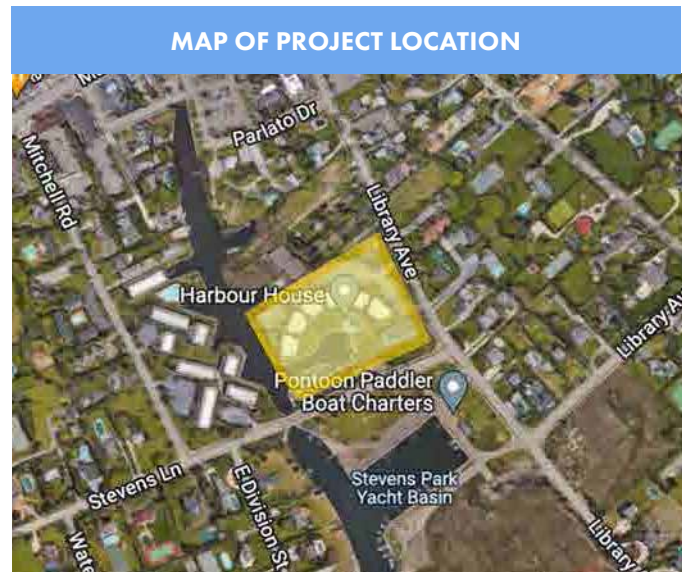 MAP OF PROJECT LOCATION
Parlato Dr
Mitchell Rd
Library Ave
Harbour House
Pontoon Paddler
Boat Charters
Stevens Park
Yacht Basin
Stevens Ln
E Division St
Library